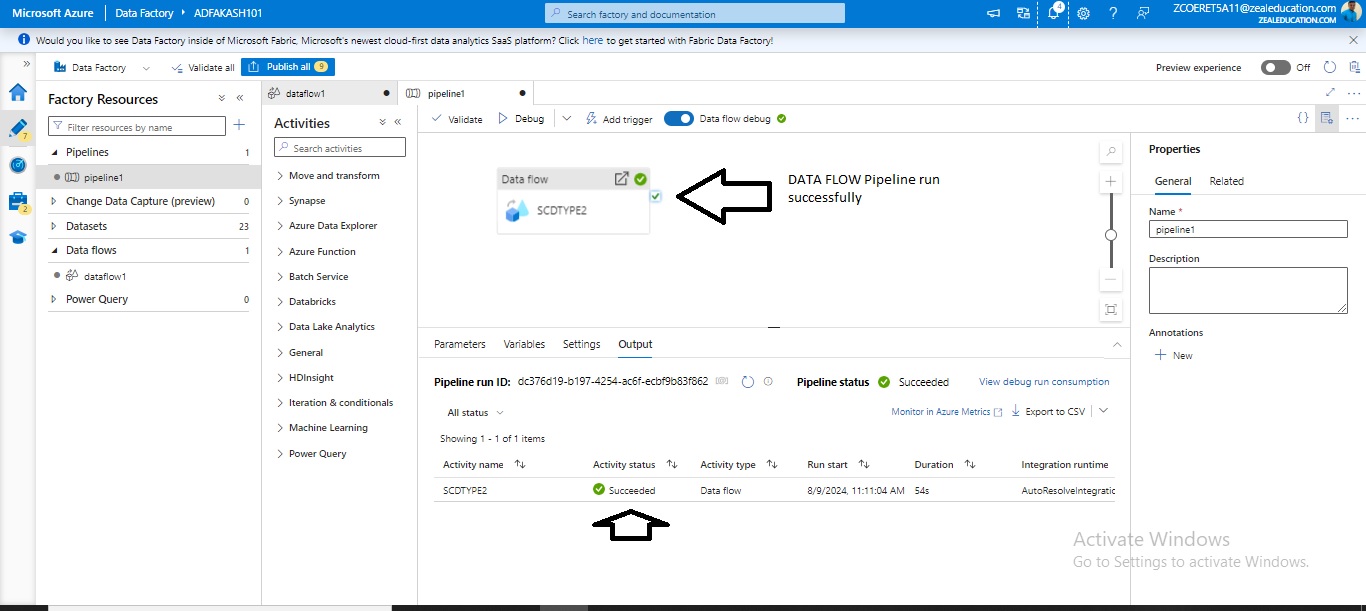 Microsoft Azure Data Factory ADFAKASH101 Search factory and documentation 4 ZCOERET5A11@zealeducation.com
ZEALEDUCATION.COM
Would you like to see Data Factory inside of Microsoft Fabric, Microsoft's newest cloud-first data analytics SaaS platform? Click here to get started with Fabric Data Factory!
Data Factory Validate all Publish all 9 Preview experience Off
7
2
Factory Resources
Filter resources by name
Pipelines 1
pipeline1
Change Data Capture (preview) 0
Datasets 23
Data flows 1
dataflow1
Power Query 0
dataflow1 pipeline1
Activities
Search activities
Move and transform
Synapse
Azure Data Explorer
Azure Function
Batch Service
Databricks
Data Lake Analytics
General
HDInsight
Iteration & conditionals
Machine Learning
Power Query
Validate Debug Add trigger Data flow debug {}
Data flow
SCDTYPE2
DATA FLOW Pipeline run
successfully
Parameters Variables Settings Output
Pipeline run ID: dc376d19-b197-4254-ac6f-ecbf9b83f862 Pipeline status Succeeded View debug run consumption
All status Monitor in Azure Metrics Export to CSV
Showing 1 - 1 of 1 items
Activity name Activity status Activity type Run start Duration Integration runtime
SCDTYPE2 Succeeded Data flow 8/9/2024, 11:11:04 AM 54s AutoResolveIntegratic
Properties
General Related
Name *
pipeline1
Description
Annotations
New
Activate Windows
Go to Settings to activate Windows.